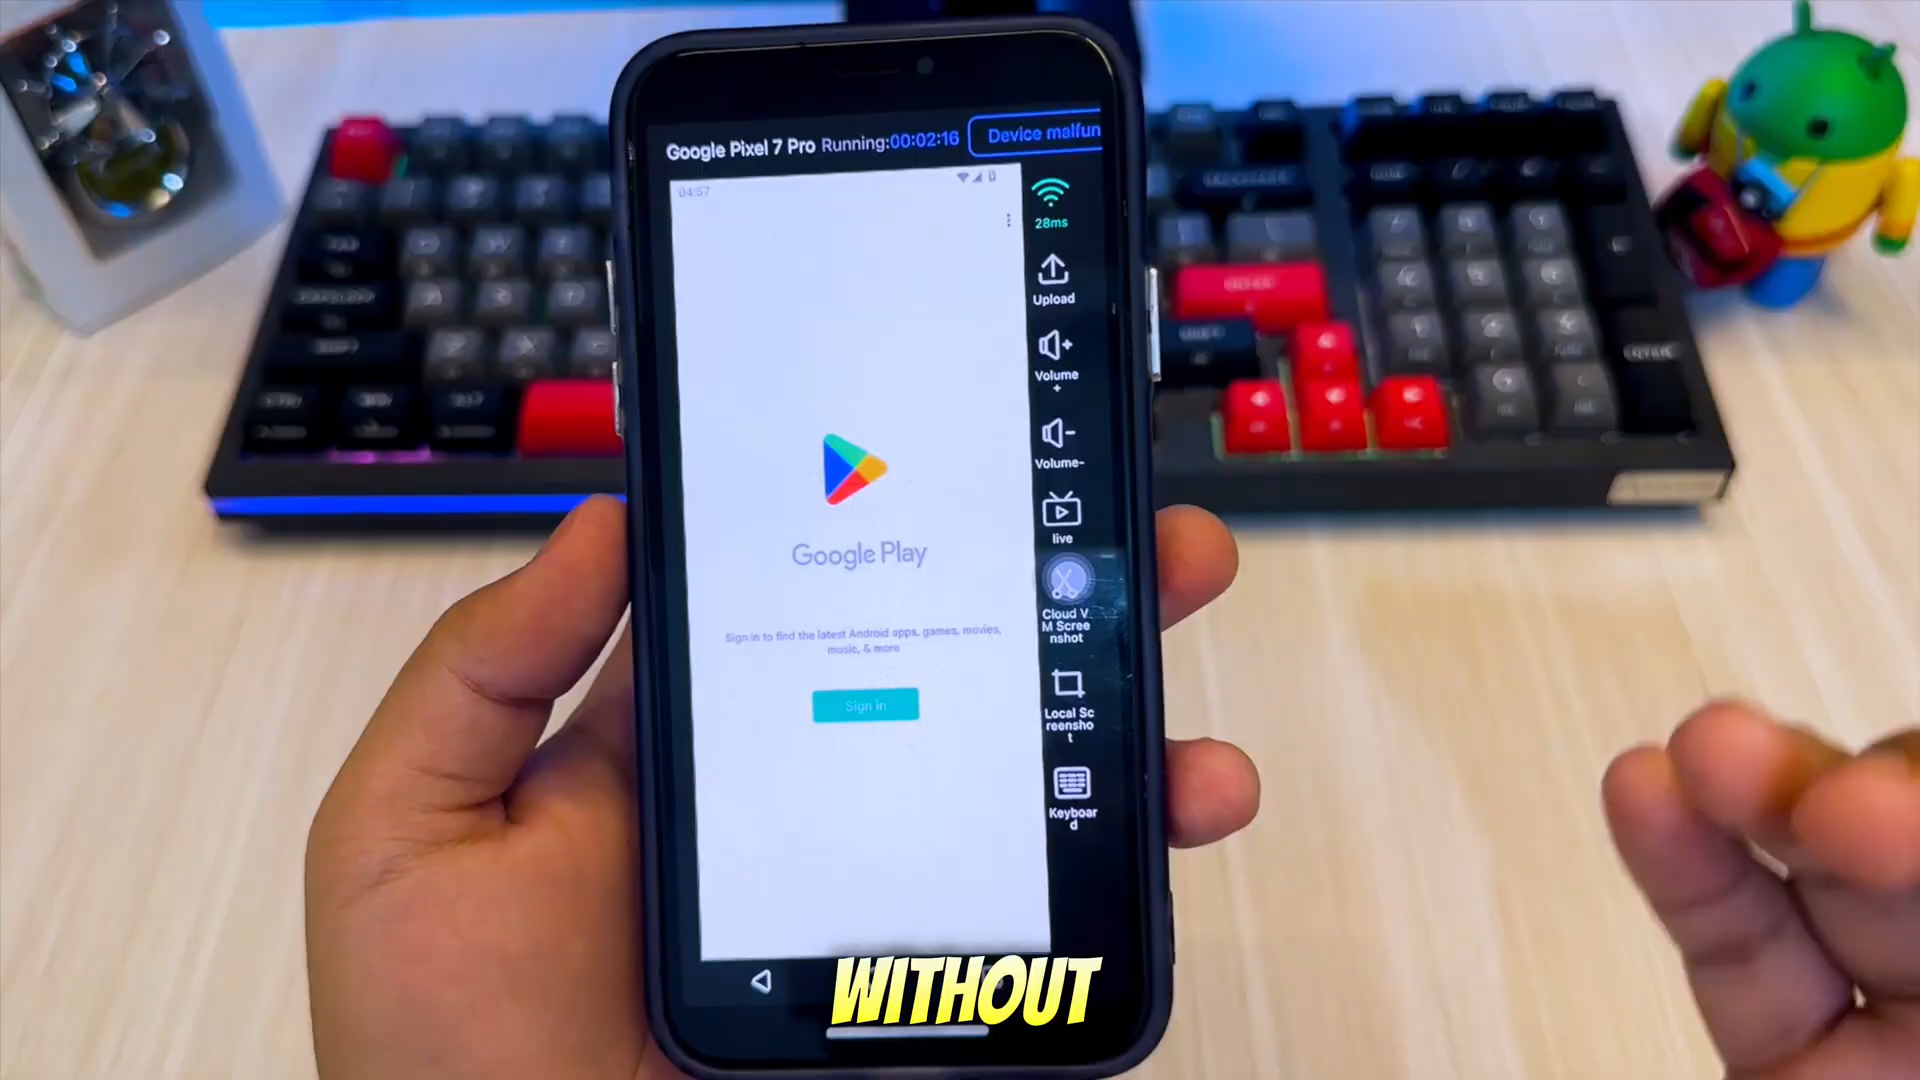 Google Pixel 7 Pro Running:00:02:16 Device malfun
04:57
28ms
Upload
Volume
+
Volume-
live
Cloud V
M Scree
nshot
Local Sc
reensho
t
Keyboar
d
Google Play
Sign in to find the latest Android apps, games, movies,
music, & more
Sign in
WITHOUT